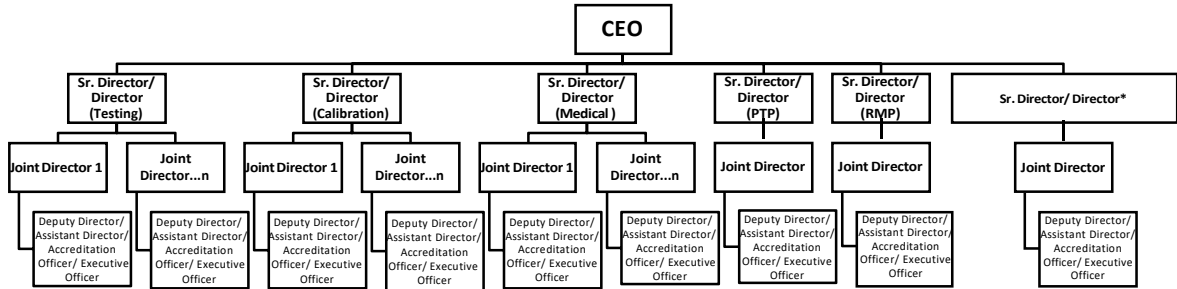 CEO
Sr. Director/
Director
(Testing)
Sr. Director/
Director
(Calibration)
Sr. Director/
Director
(Medical )
Sr. Director/
Director
(PTP)
Sr. Director/
Director
(RMP)
Sr. Director/ Director*
Joint Director 1
Joint
Director...n
Joint Director 1
Joint
Director...n
Joint Director 1
Joint
Director...n
Joint Director
Joint Director
Joint Director
Deputy Director/
Assistant Director/
Accreditation
Officer/ Executive
Officer
Deputy Director/
Assistant Director/
Accreditation
Officer/ Executive
Officer
Deputy Director/
Assistant Director/
Accreditation
Officer/ Executive
Officer
Deputy Director/
Assistant Director/
Accreditation
Officer/ Executive
Officer
Deputy Director/
Assistant Director/
Accreditation
Officer/ Executive
Officer
Deputy Director/
Assistant Director/
Accreditation
Officer/ Executive
Officer
Deputy Director/
Assistant Director/
Accreditation
Officer/ Executive
Officer
Deputy Director/
Assistant Director/
Accreditation
Officer/ Executive
Officer
Deputy Director/
Assistant Director/
Accreditation
Officer/ Executive
Officer